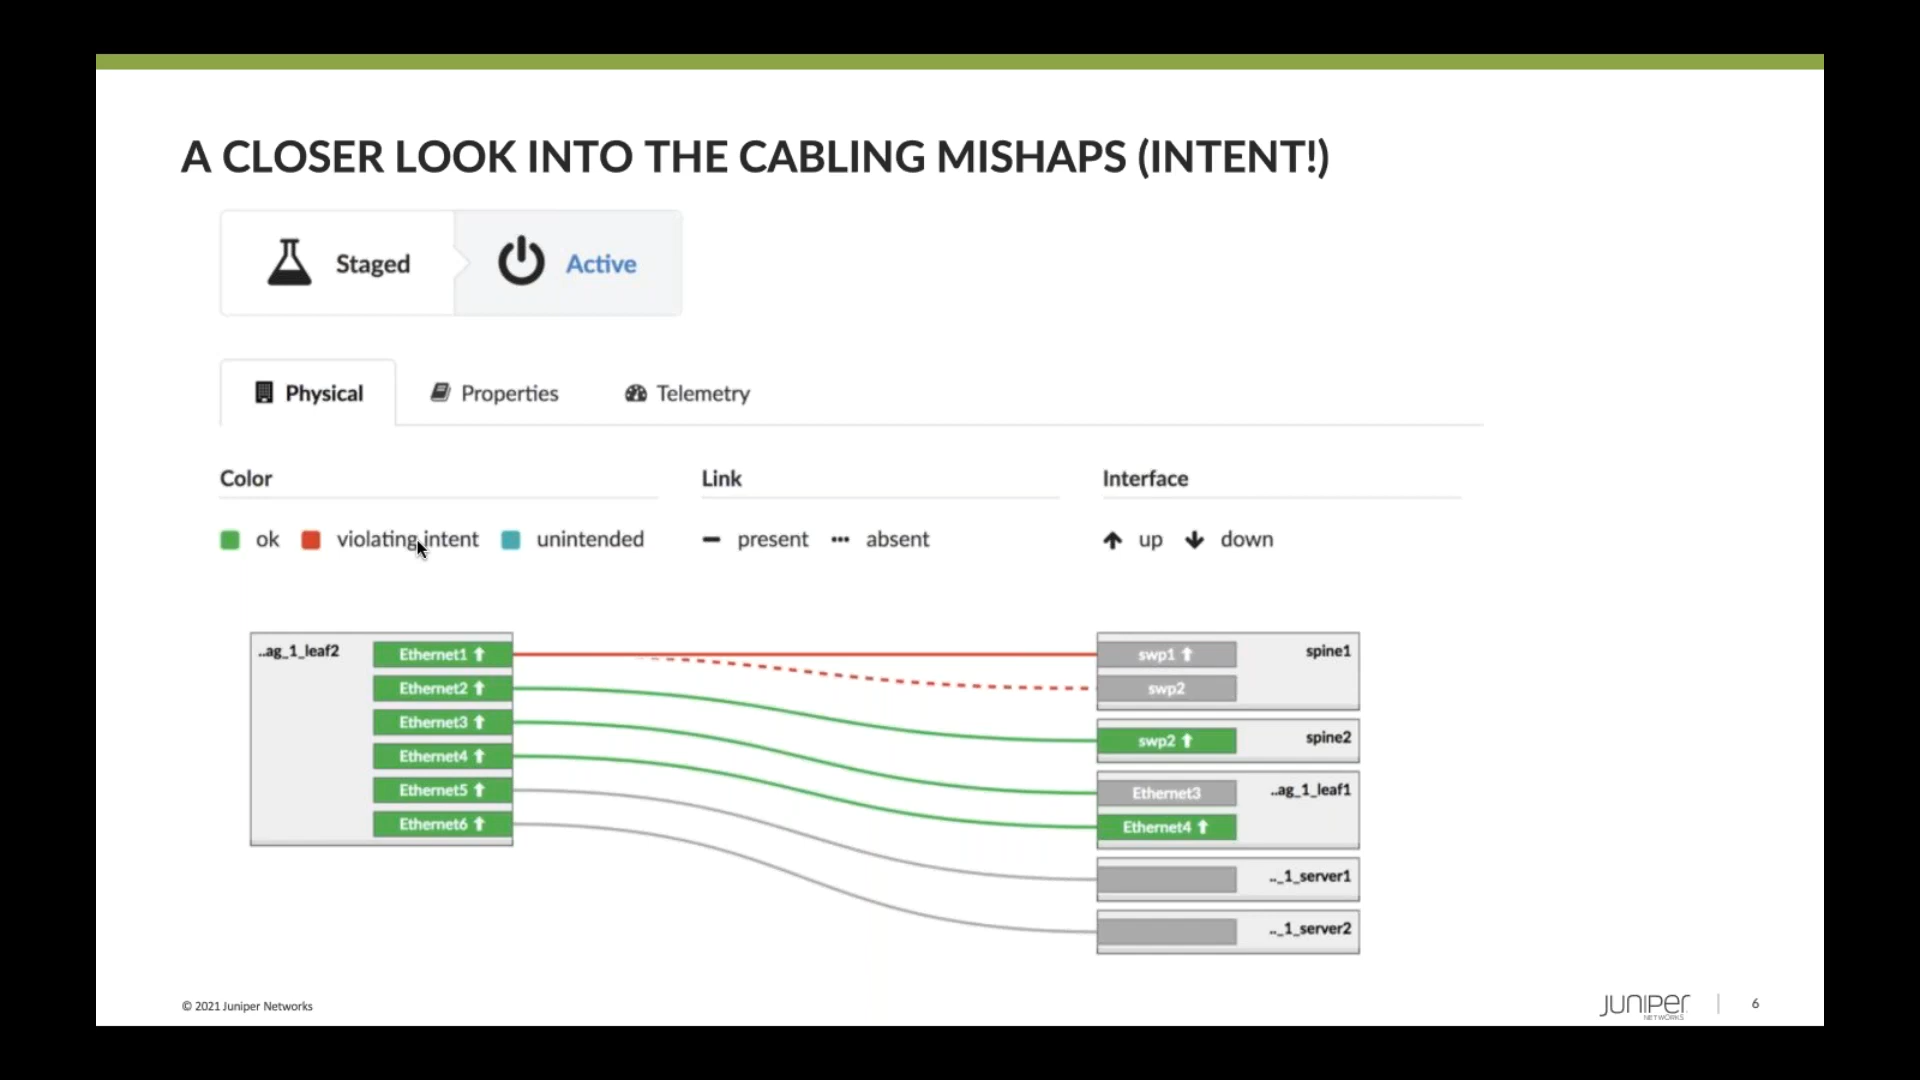 A CLOSER LOOK INTO THE CABLING MISHAPS (INTENT!)
Staged
Active
Physical
Properties
Telemetry
Color
Link
Interface
ok
violating intent
unintended
present
absent
up
down
..ag_1_leaf2
Ethernet1
Ethernet2
Ethernet3
Ethernet4
Ethernet5
Ethernet6
swp1
spine1
swp2
swp2
spine2
Ethernet3
..ag_1_leaf1
Ethernet4
.._1_server1
.._1_server2
© 2021 Juniper Networks
JUNIPER
NETWORKS
6